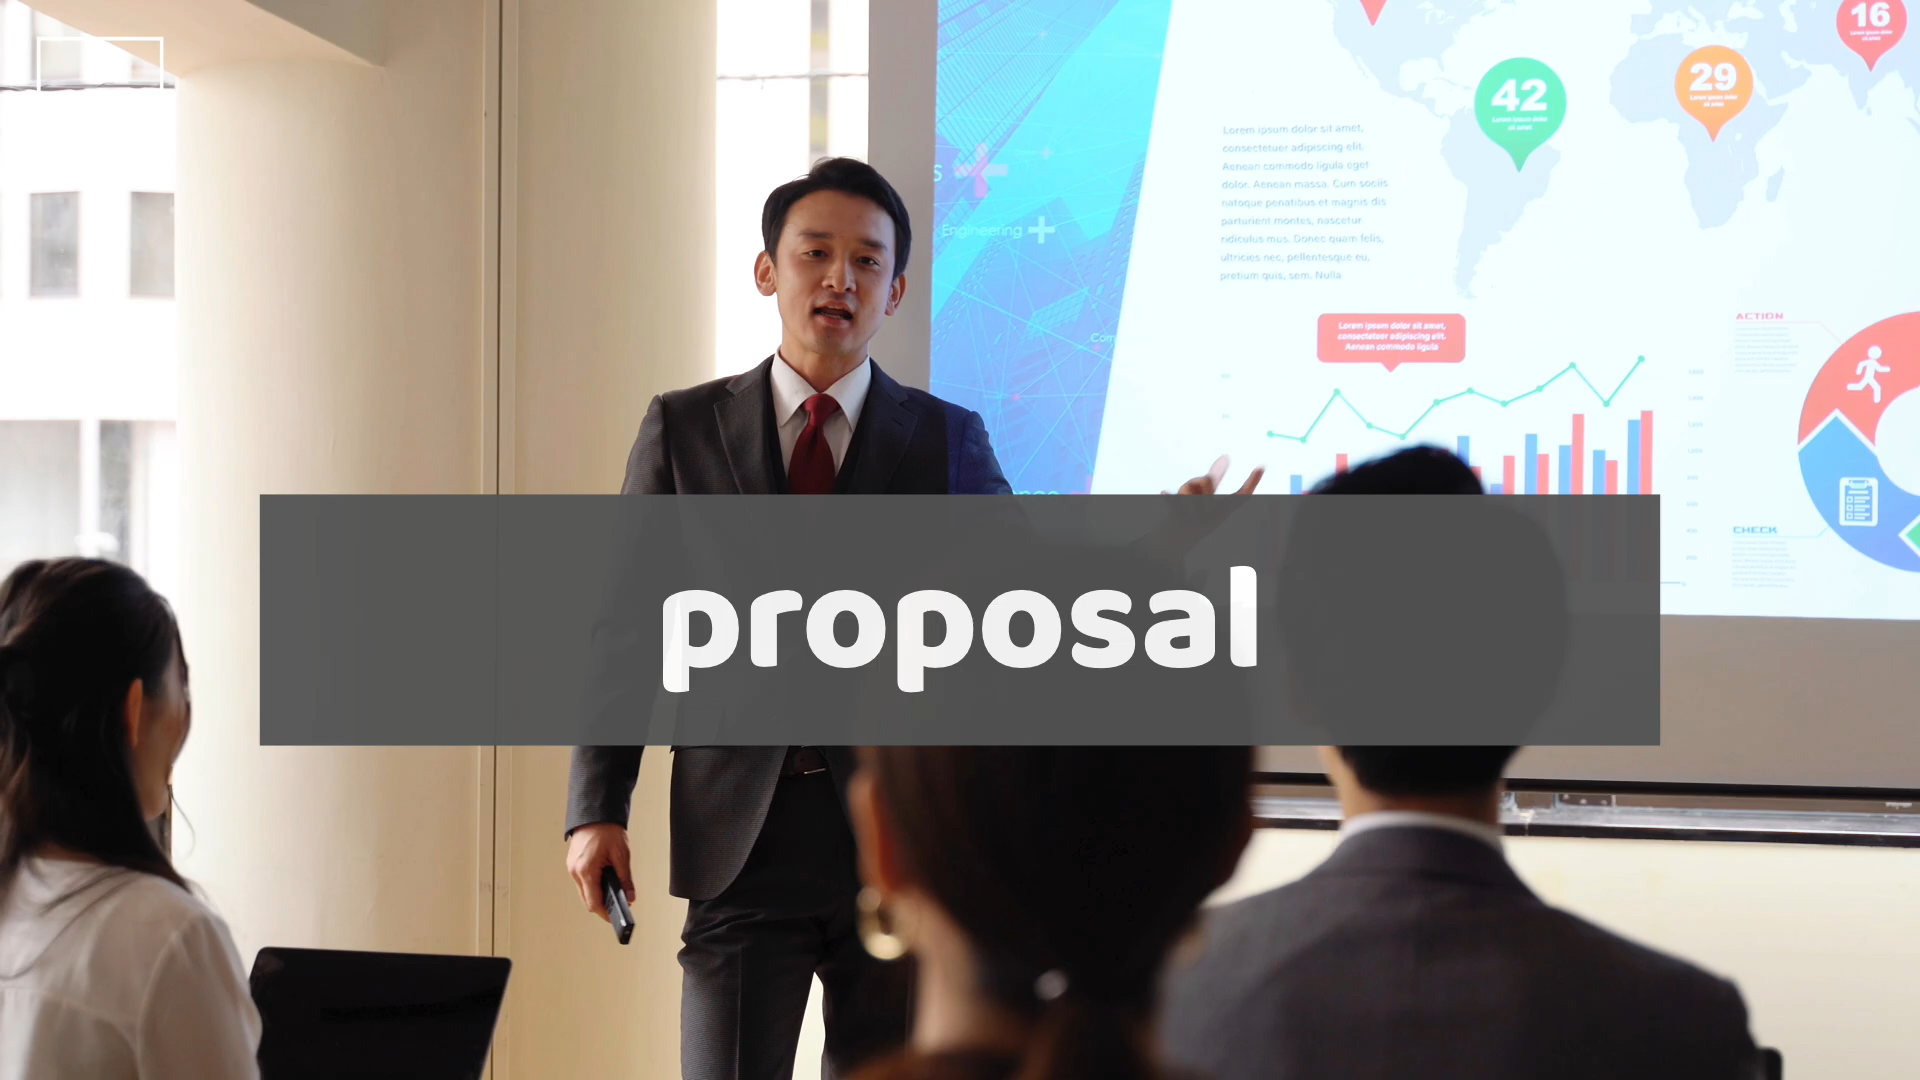 16
42
29
Lorem ipsum dolor sit amet,
consectetuer adipiscing elit.
Aenean commodo ligula eget
dolor. Aenean massa. Cum sociis
natoque penatibus et magnis dis
parturient montes, nascetur
ridiculus mus. Donec quam felis,
ultricies nec, pellentesque eu,
pretium quis, sem. Nulla
Engineering
Lorem ipsum dolor sit amet,
consectetuer adipiscing elit.
Aenean commodo ligula
ACTION
CHECK
proposal